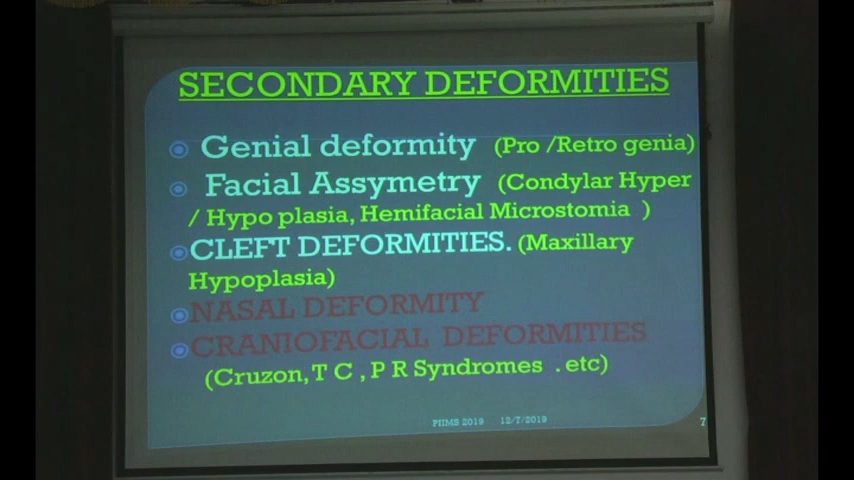 SECONDARY DEFORMITIES
Genial deformity (Pro /Retro genia)
Facial Assymetry (Condylar Hyper
/ Hypo plasia, Hemifacial Microstomia )
CLEFT DEFORMITIES. (Maxillary
Hypoplasia)
NASAL DEFORMITY
CRANIOFACIAL DEFORMITIES
(Cruzon, T C , P R Syndromes . etc)
PIIMS 2019 12/7/2019 7